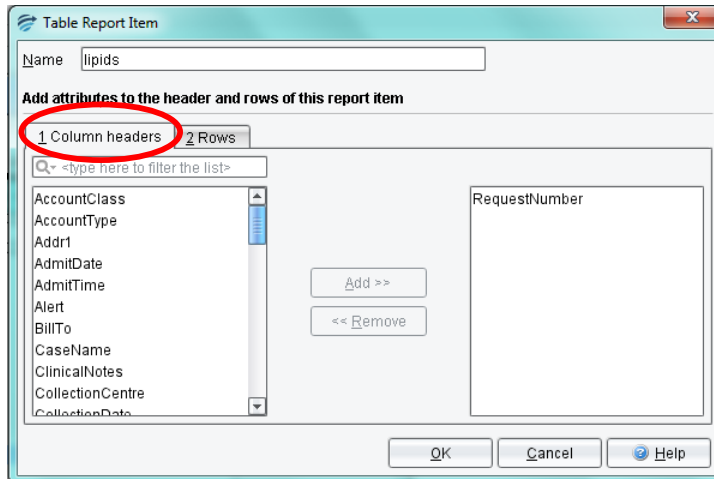 Table Report Item
Name lipids
Add attributes to the header and rows of this report item
1 Column headers 2 Rows
<type here to filter the list>
AccountClass
AccountType
Addr1
AdmitDate
AdmitTime
Alert
BillTo
CaseName
ClinicalNotes
CollectionCentre
CollectionDate
Add >>
<< Remove
RequestNumber
OK Cancel Help